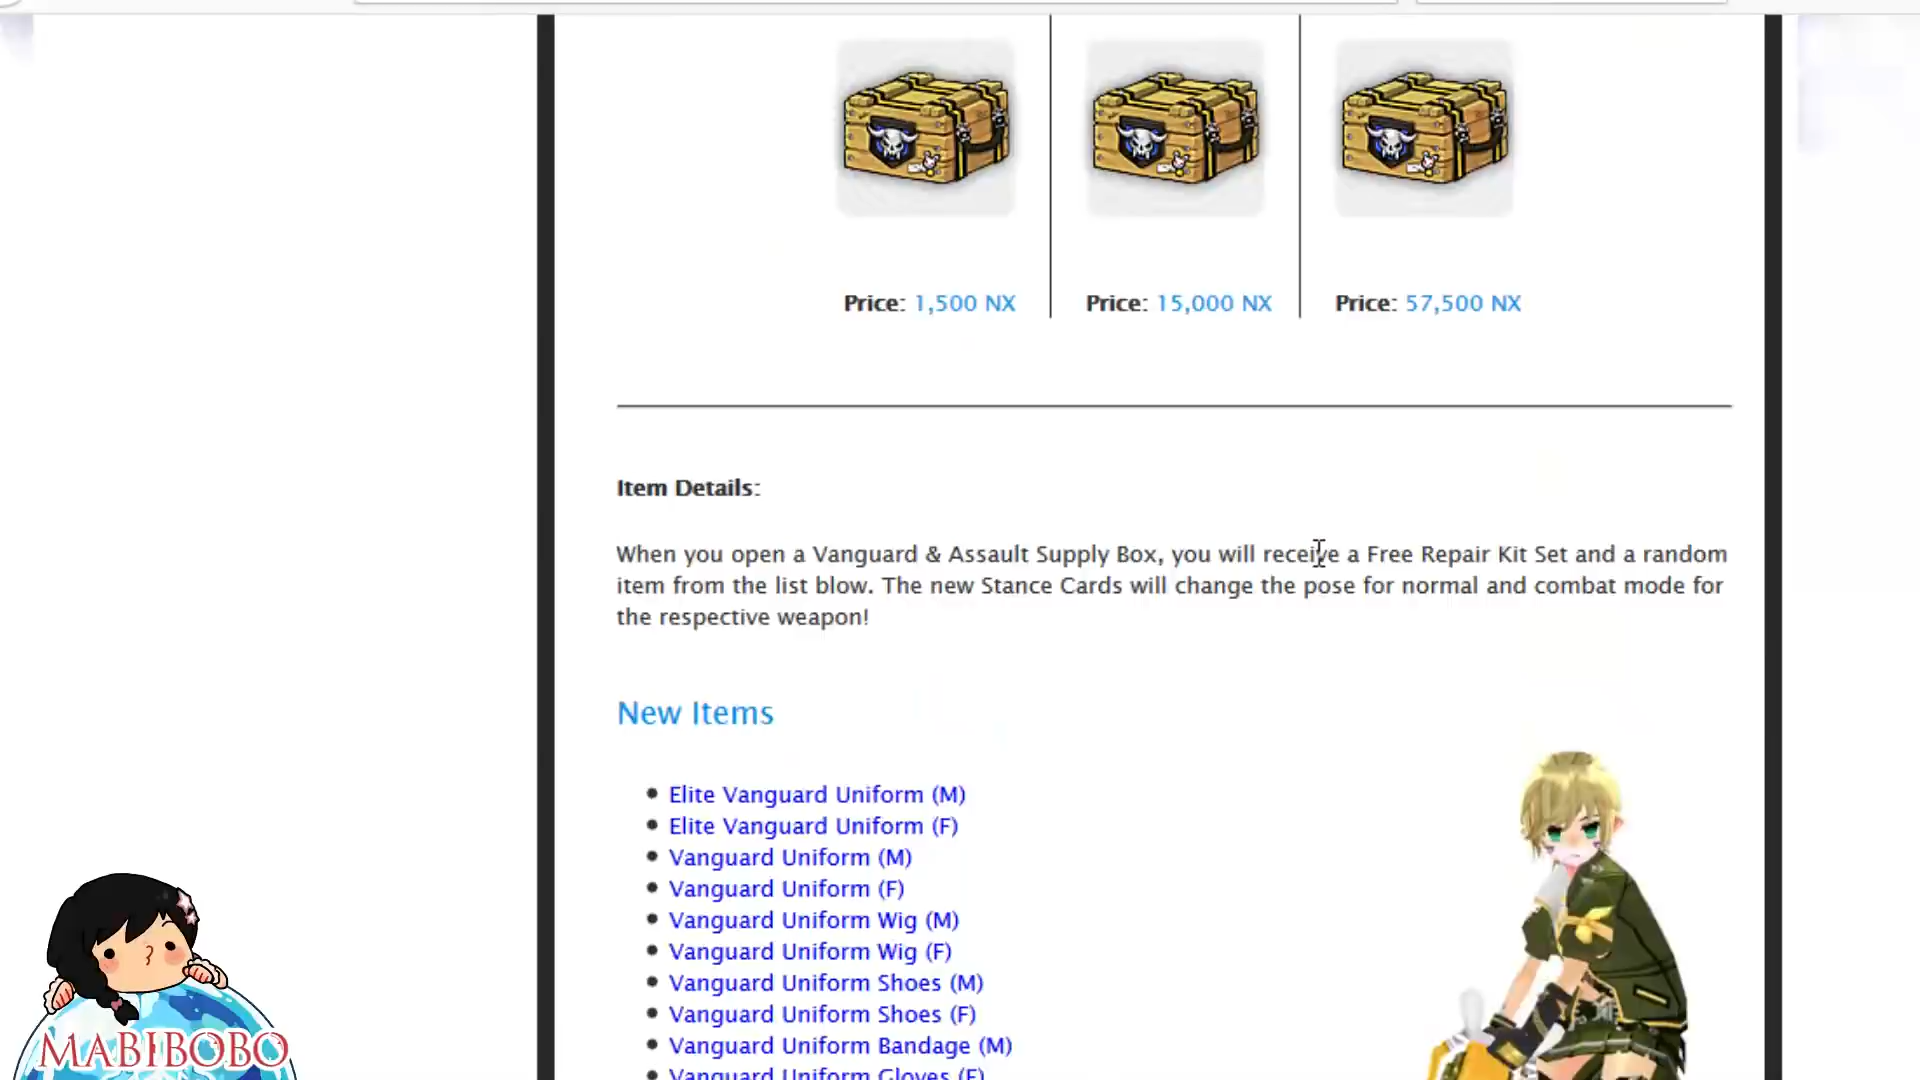 Price: 1,500 NX
Price: 15,000 NX
Price: 57,500 NX
Item Details:
When you open a Vanguard & Assault Supply Box, you will receive a Free Repair Kit Set and a random
item from the list blow. The new Stance Cards will change the pose for normal and combat mode for
the respective weapon!
New Items
Elite Vanguard Uniform (M)
Elite Vanguard Uniform (F)
Vanguard Uniform (M)
Vanguard Uniform (F)
Vanguard Uniform Wig (M)
Vanguard Uniform Wig (F)
Vanguard Uniform Shoes (M)
Vanguard Uniform Shoes (F)
Vanguard Uniform Bandage (M)
Vanguard Uniform Gloves (F)
MABIBOBO